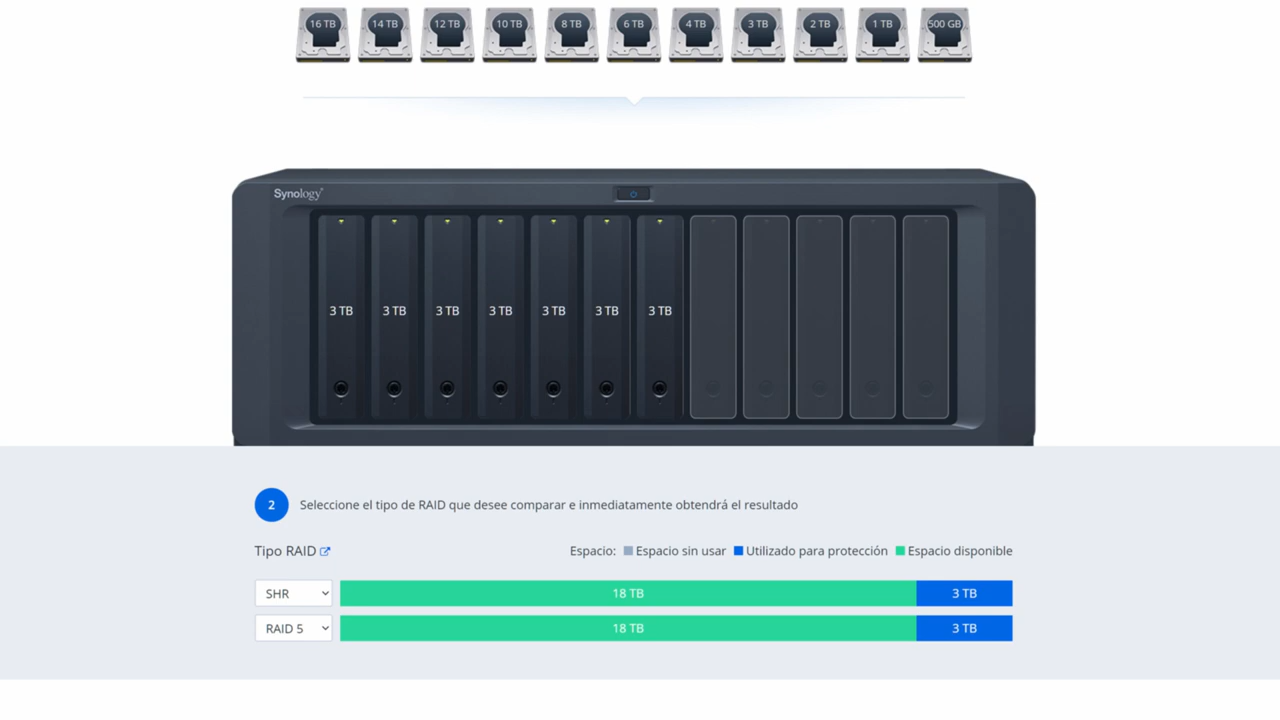 16 TB 14 TB 12 TB 10 TB 8 TB 6 TB 4 TB 3 TB 2 TB 1 TB 500 GB
Synology
3 TB 3 TB 3 TB 3 TB 3 TB 3 TB 3 TB
2 Seleccione el tipo de RAID que desee comparar e inmediatamente obtendrá el resultado
Tipo RAID Espacio: Espacio sin usar Utilizado para protección Espacio disponible
SHR 18 TB 3 TB
RAID 5 18 TB 3 TB